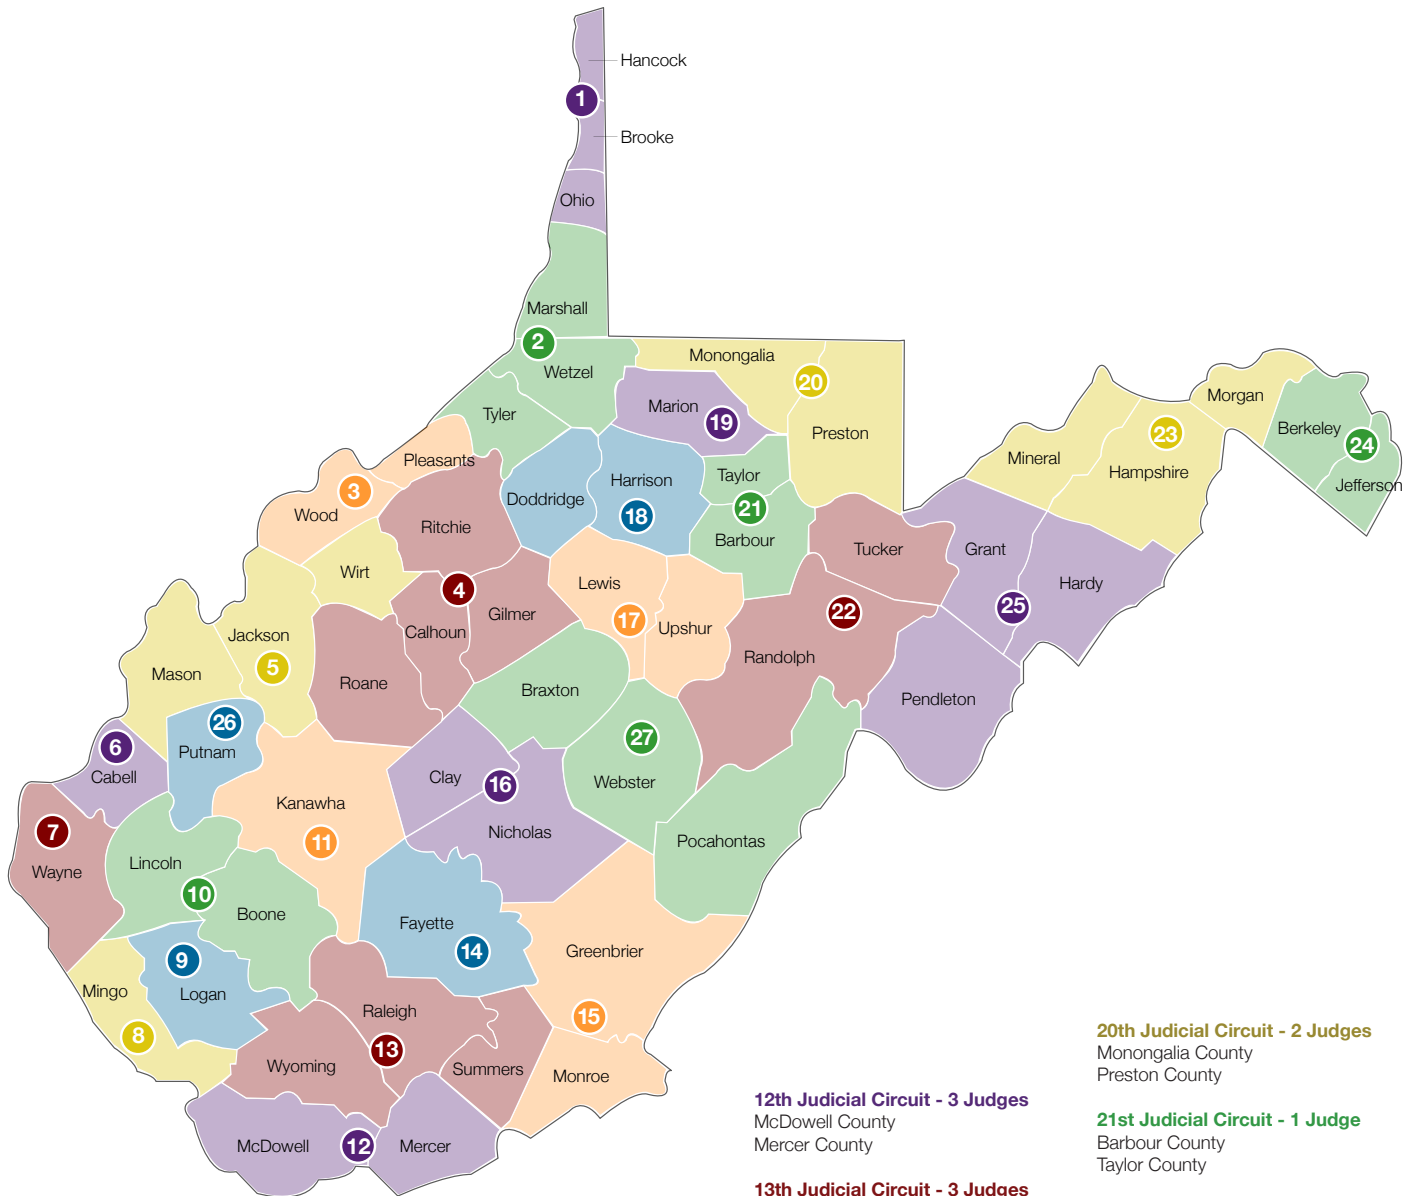 Hancock
1
Brooke
Ohio
Marshall
2
Wetzel
Monongalia
20
Tyler
Marion
19
Preston
Morgan
Berkeley
24
Jefferson
23
Mineral
Hampshire
Pleasants
3
Wood
Doddridge
Harrison
18
Taylor
21
Barbour
Ritchie
Tucker
Grant
Hardy
25
Wirt
4
Lewis
17
Gilmer
Calhoun
Upshur
22
Randolph
Jackson
5
Mason
Roane
Braxton
Pendleton
26
Putnam
6
Cabell
27
Webster
Clay
16
Kanawha
11
Nicholas
Pocahontas
7
Wayne
Lincoln
10
Boone
Fayette
14
Greenbrier
9
Logan
Mingo
8
Raleigh
13
15
Wyoming
Summers
Monroe
McDowell
12
Mercer
12th Judicial Circuit - 3 Judges
McDowell County
Mercer County
13th Judicial Circuit - 3 Judges
20th Judicial Circuit - 2 Judges
Monongalia County
Preston County
21st Judicial Circuit - 1 Judge
Barbour County
Taylor County